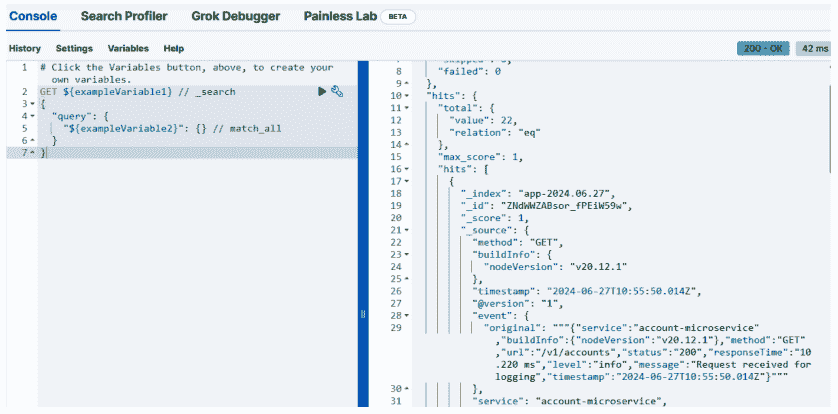 Console Search Profiler Grok Debugger Painless Lab BETA
History Settings Variables Help 200 - OK 42 ms
1 # Click the Variables button, above, to create your
own variables.
2 GET ${exampleVariable1} // _search
3 {
4 "query": {
5 "${exampleVariable2}": {} // match_all
6 }
7 }
8 "failed": 0
9 },
10 "hits": {
11 "total": {
12 "value": 22,
13 "relation": "eq"
14 },
15 "max_score": 1,
16 "hits": [
17 {
18 "_index": "app-2024.06.27",
19 "_id": "ZNdWWZABsor_fPEiW59w",
20 "_score": 1,
21 "_source": {
22 "method": "GET",
23 "buildInfo": {
24 "nodeVersion": "v20.12.1"
25 },
26 "timestamp": "2024-06-27T10:55:50.014Z",
27 "@version": "1",
28 "event": {
29 "original": """{"service":"account-microservice"
,"buildInfo":{"nodeVersion":"v20.12.1"},"method":"GET"
,"url":"/v1/accounts","status":"200","responseTime":"10
.220 ms","level":"info","message":"Request received for
logging","timestamp":"2024-06-27T10:55:50.014Z"}"""
30 },
31 "service": "account-microservice",